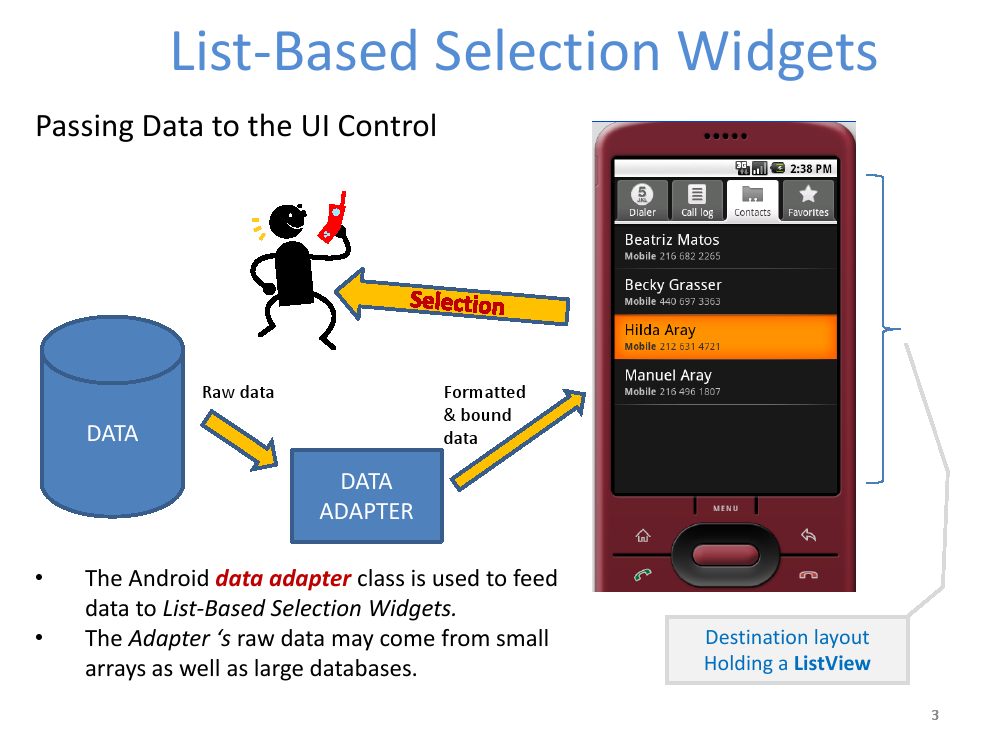 List-Based Selection Widgets
Passing Data to the UI Control
2:38 PM
5
JKL
Dialer
Call log
Contacts
Favorites
Beatriz Matos
Mobile 216 682 2265
Becky Grasser
Mobile 440 697 3363
Hilda Aray
Mobile 212 631 4721
Manuel Aray
Mobile 216 496 1807
MENU
Selection
DATA
Raw data
DATA
ADAPTER
Formatted
& bound
data
• The Android data adapter class is used to feed
data to List-Based Selection Widgets.
• The Adapter ‘s raw data may come from small
arrays as well as large databases.
Destination layout
Holding a ListView
3